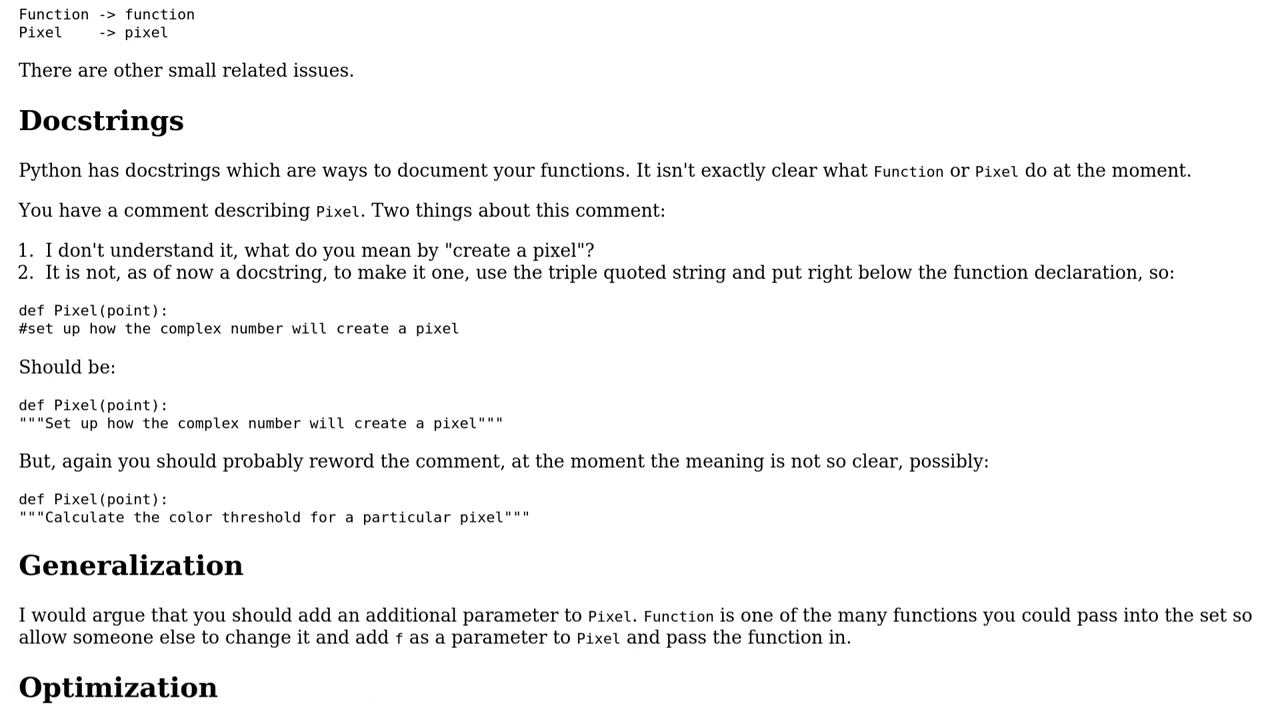 Function -> function
Pixel    -> pixel
There are other small related issues.
Docstrings
Python has docstrings which are ways to document your functions. It isn't exactly clear what Function or Pixel do at the moment.
You have a comment describing Pixel. Two things about this comment:
1. I don't understand it, what do you mean by "create a pixel"?
2. It is not, as of now a docstring, to make it one, use the triple quoted string and put right below the function declaration, so:
def Pixel(point):
#set up how the complex number will create a pixel
Should be:
def Pixel(point):
"""Set up how the complex number will create a pixel"""
But, again you should probably reword the comment, at the moment the meaning is not so clear, possibly:
def Pixel(point):
"""Calculate the color threshold for a particular pixel"""
Generalization
I would argue that you should add an additional parameter to Pixel. Function is one of the many functions you could pass into the set so
allow someone else to change it and add f as a parameter to Pixel and pass the function in.
Optimization